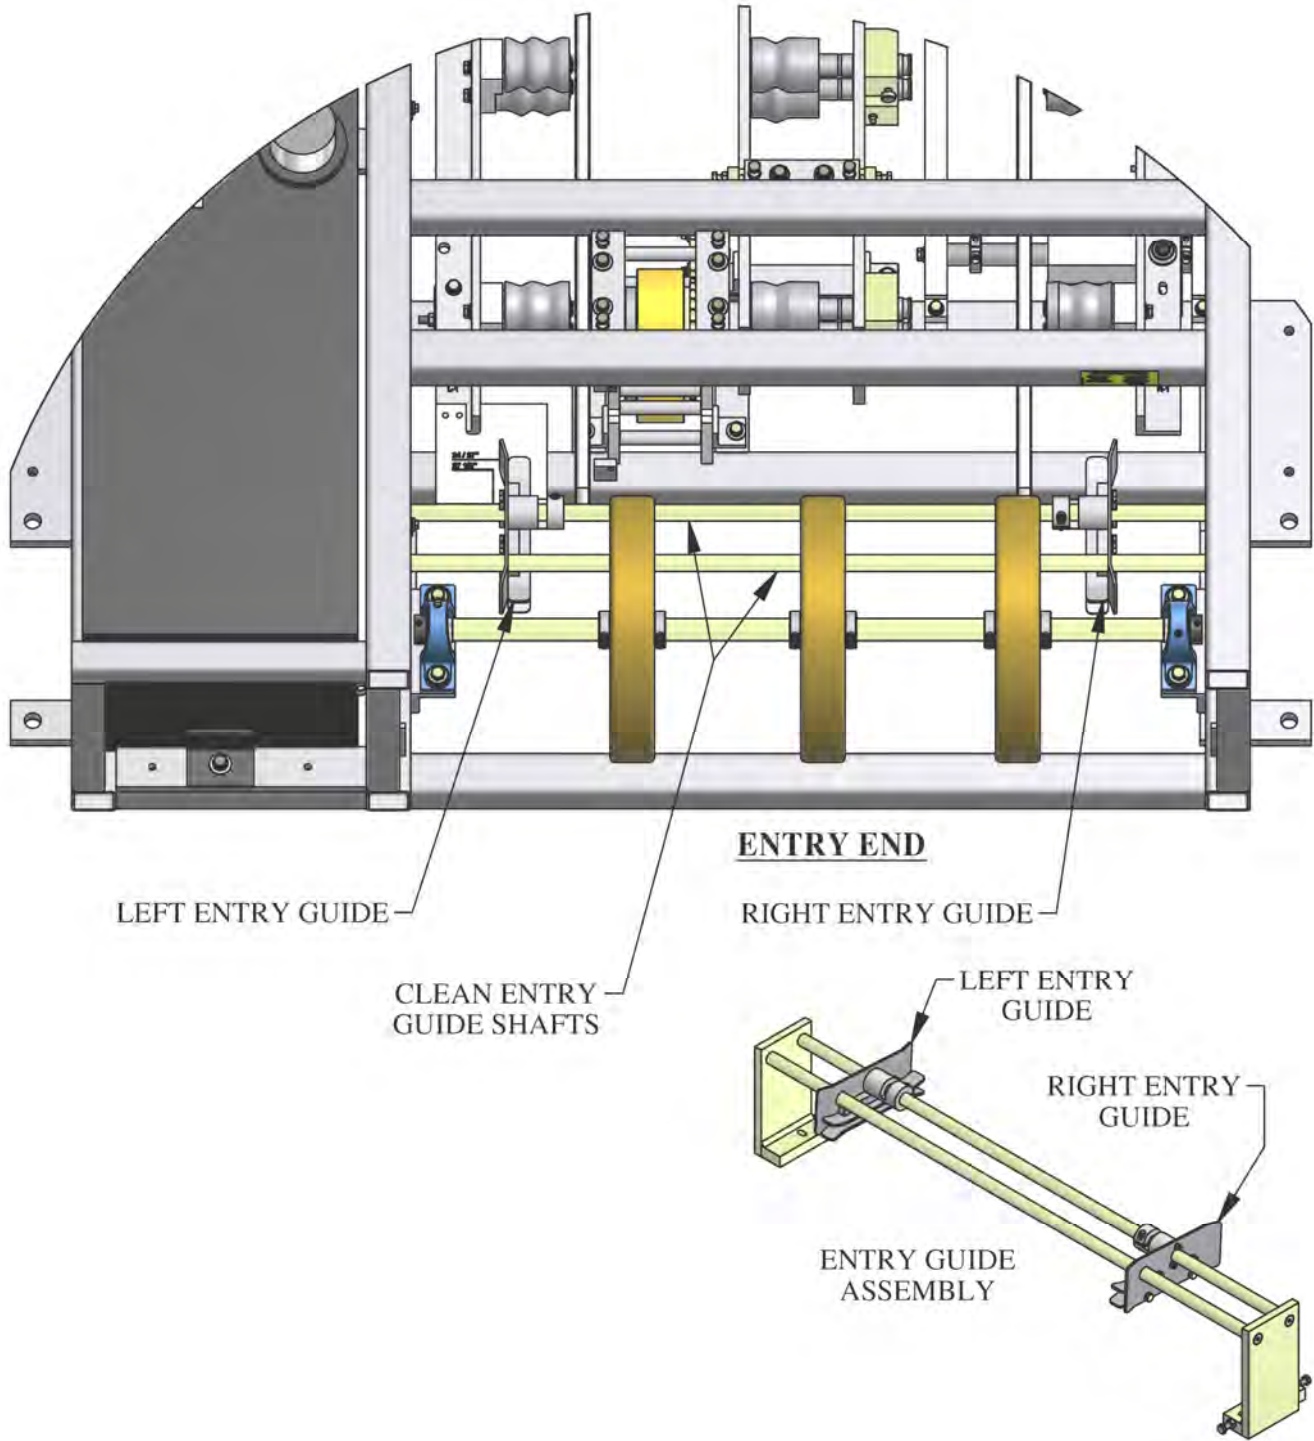 ENTRY END
LEFT ENTRY GUIDE
RIGHT ENTRY GUIDE
CLEAN ENTRY
GUIDE SHAFTS
LEFT ENTRY
GUIDE
RIGHT ENTRY
GUIDE
ENTRY GUIDE
ASSEMBLY